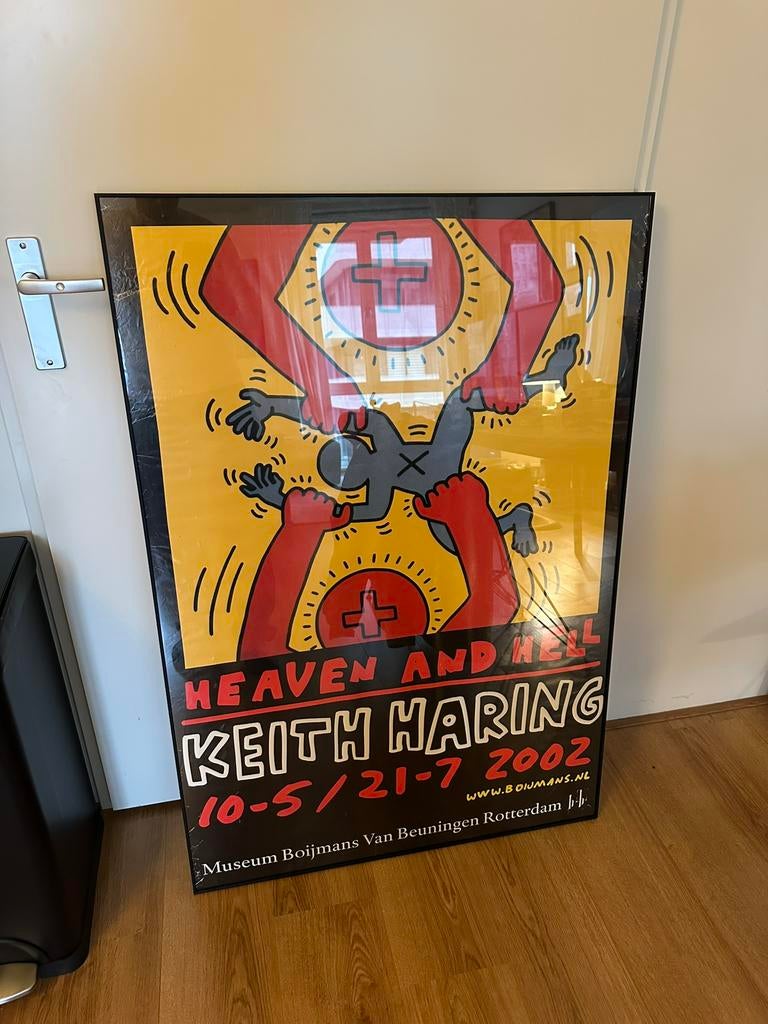 HEAVEN AND HELL
KEITH HARING
10-5/21-7 2002
WWW.BOIJMANS.NL
Museum Boijmans Van Beuningen Rotterdam